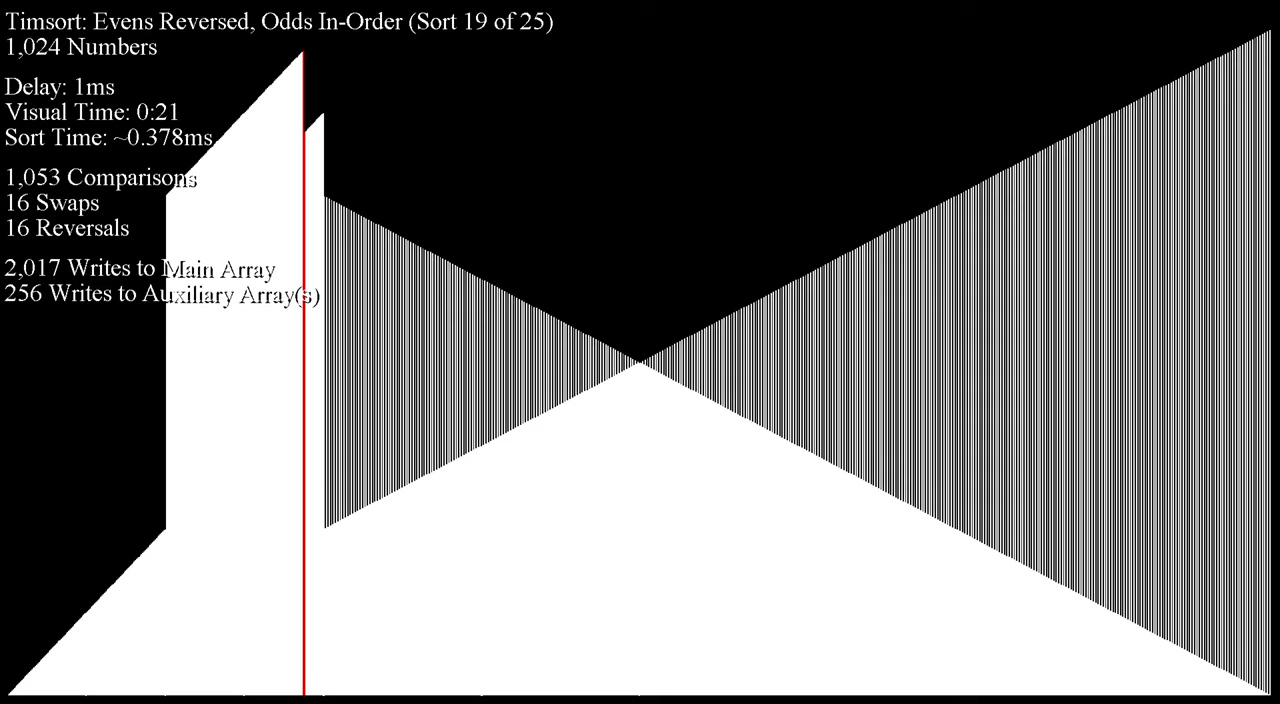 Timsort: Evens Reversed, Odds In-Order (Sort 19 of 25)
1,024 Numbers
Delay: 1ms
Visual Time: 0:21
Sort Time: ~0.378ms
1,053 Comparisons
16 Swaps
16 Reversals
2,017 Writes to Main Array
256 Writes to Auxiliary Array(s)